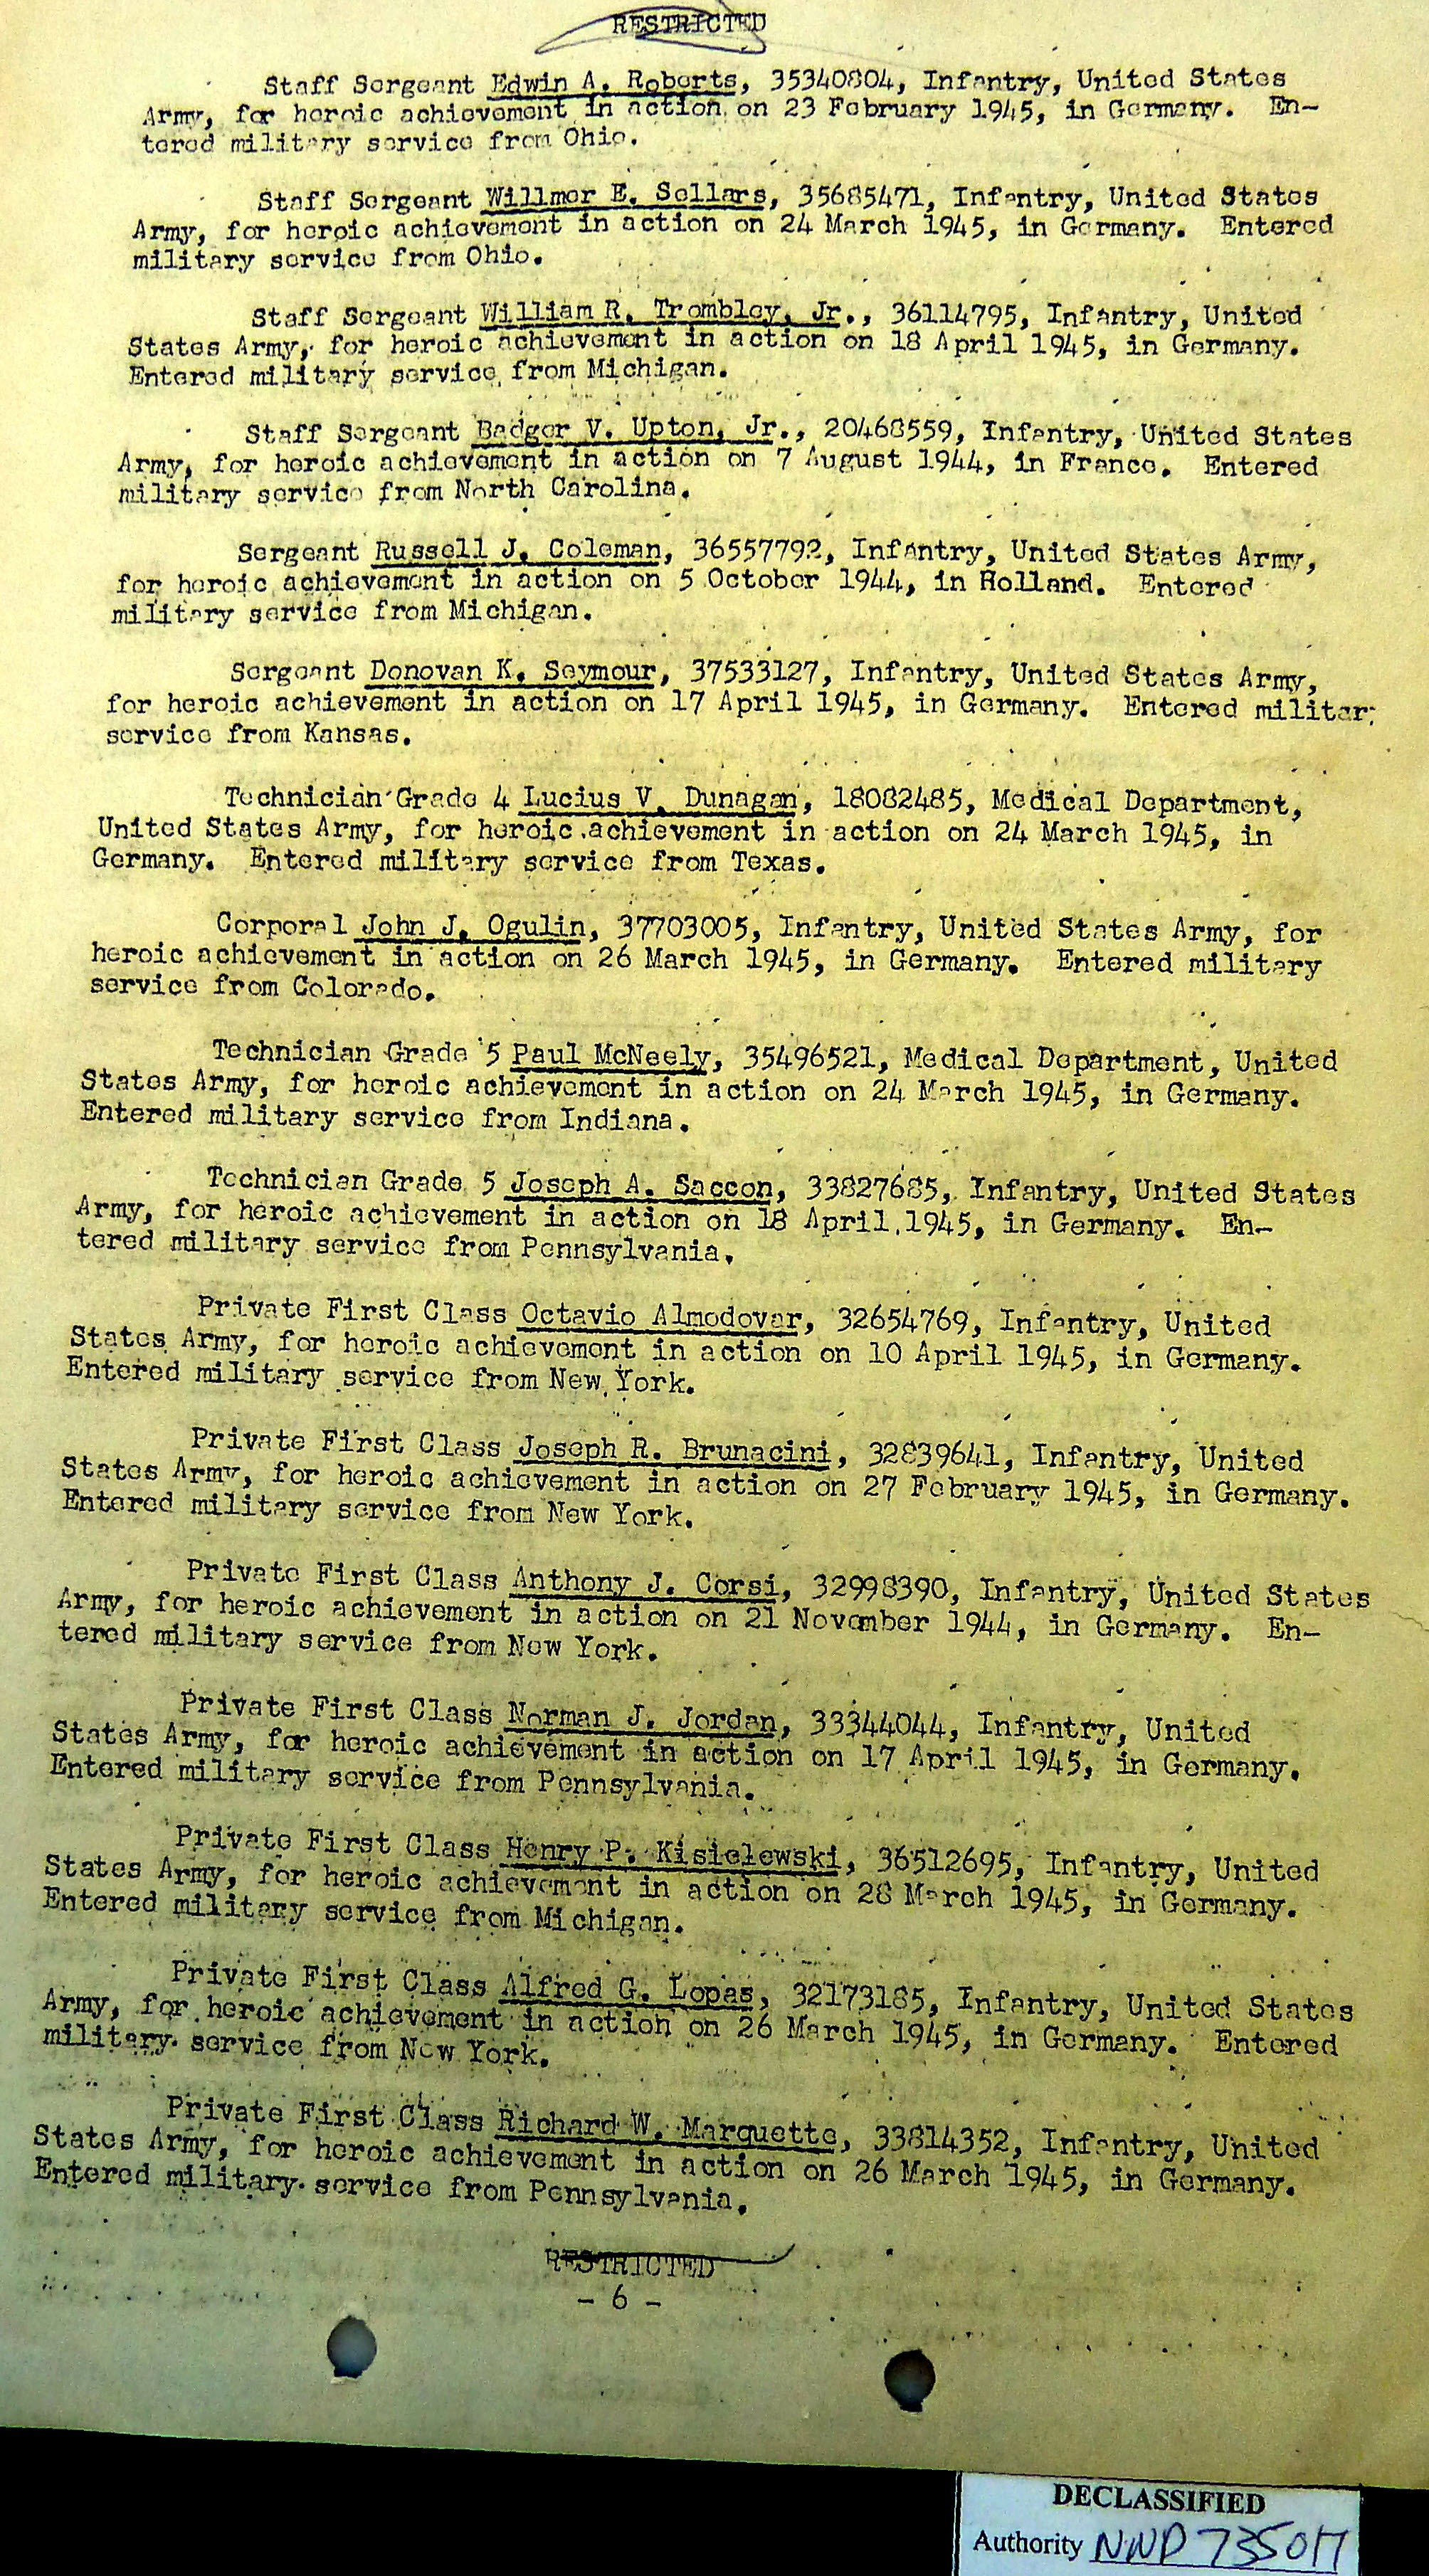 RESTRICTED
Staff Sergeant Edwin A. Roberts, 35340804, Infantry, United States
Army, for heroic achievement in action on 23 February 1945, in Germany. En-
tered military service from Ohio.
Staff Sergeant Willmer E. Sellars, 35685471, Infantry, United States
Army, for heroic achievement in action on 24 March 1945, in Germany. Entered
military service from Ohio.
Staff Sergeant William R. Trombley, Jr., 36114795, Infantry, United
States Army, for heroic achievement in action on 18 April 1945, in Germany.
Entered military service from Michigan.
Staff Sergeant Badger V. Upton, Jr., 20468559, Infantry, United States
Army, for heroic achievement in action on 7 August 1944, in France. Entered
military service from North Carolina.
Sergeant Russell J. Coleman, 36557792, Infantry, United States Army,
for heroic achievement in action on 5 October 1944, in Holland. Entered
military service from Michigan.
Sergeant Donovan K. Seymour, 37533127, Infantry, United States Army,
for heroic achievement in action on 17 April 1945, in Germany. Entered military
service from Kansas.
Technician Grade 4 Lucius V. Dunagan, 18082485, Medical Department,
United States Army, for heroic achievement in action on 24 March 1945, in
Germany. Entered military service from Texas.
Corporal John J. Ogulin, 37703005, Infantry, United States Army, for
heroic achievement in action on 26 March 1945, in Germany. Entered military
service from Colorado.
Technician Grade 5 Paul McNeely, 35496521, Medical Department, United
States Army, for heroic achievement in action on 24 March 1945, in Germany.
Entered military service from Indiana.
Technician Grade 5 Joseph A. Saccon, 33827685, Infantry, United States
Army, for heroic achievement in action on 18 April 1945, in Germany. En-
tered military service from Pennsylvania.
Private First Class Octavio Almodovar, 32654769, Infantry, United
States Army, for heroic achievement in action on 10 April 1945, in Germany.
Entered military service from New York.
Private First Class Joseph R. Brunacini, 32839641, Infantry, United
States Army, for heroic achievement in action on 27 February 1945, in Germany.
Entered military service from New York.
Private First Class Anthony J. Corsi, 32998390, Infantry, United States
Army, for heroic achievement in action on 21 November 1944, in Germany. En-
tered military service from New York.
Private First Class Norman J. Jordan, 33344044, Infantry, United
States Army, for heroic achievement in action on 17 April 1945, in Germany.
Entered military service from Pennsylvania.
Private First Class Henry P. Kisielewski, 36512695, Infantry, United
States Army, for heroic achievement in action on 28 March 1945, in Germany.
Entered military service from Michigan.
Private First Class Alfred G. Lopas, 32173185, Infantry, United States
Army, for heroic achievement in action on 26 March 1945, in Germany. Entered
military service from New York.
Private First Class Richard W. Marquette, 33814352, Infantry, United
States Army, for heroic achievement in action on 26 March 1945, in Germany.
Entered military service from Pennsylvania.
RESTRICTED
- 6 -
DECLASSIFIED
Authority NND 735017